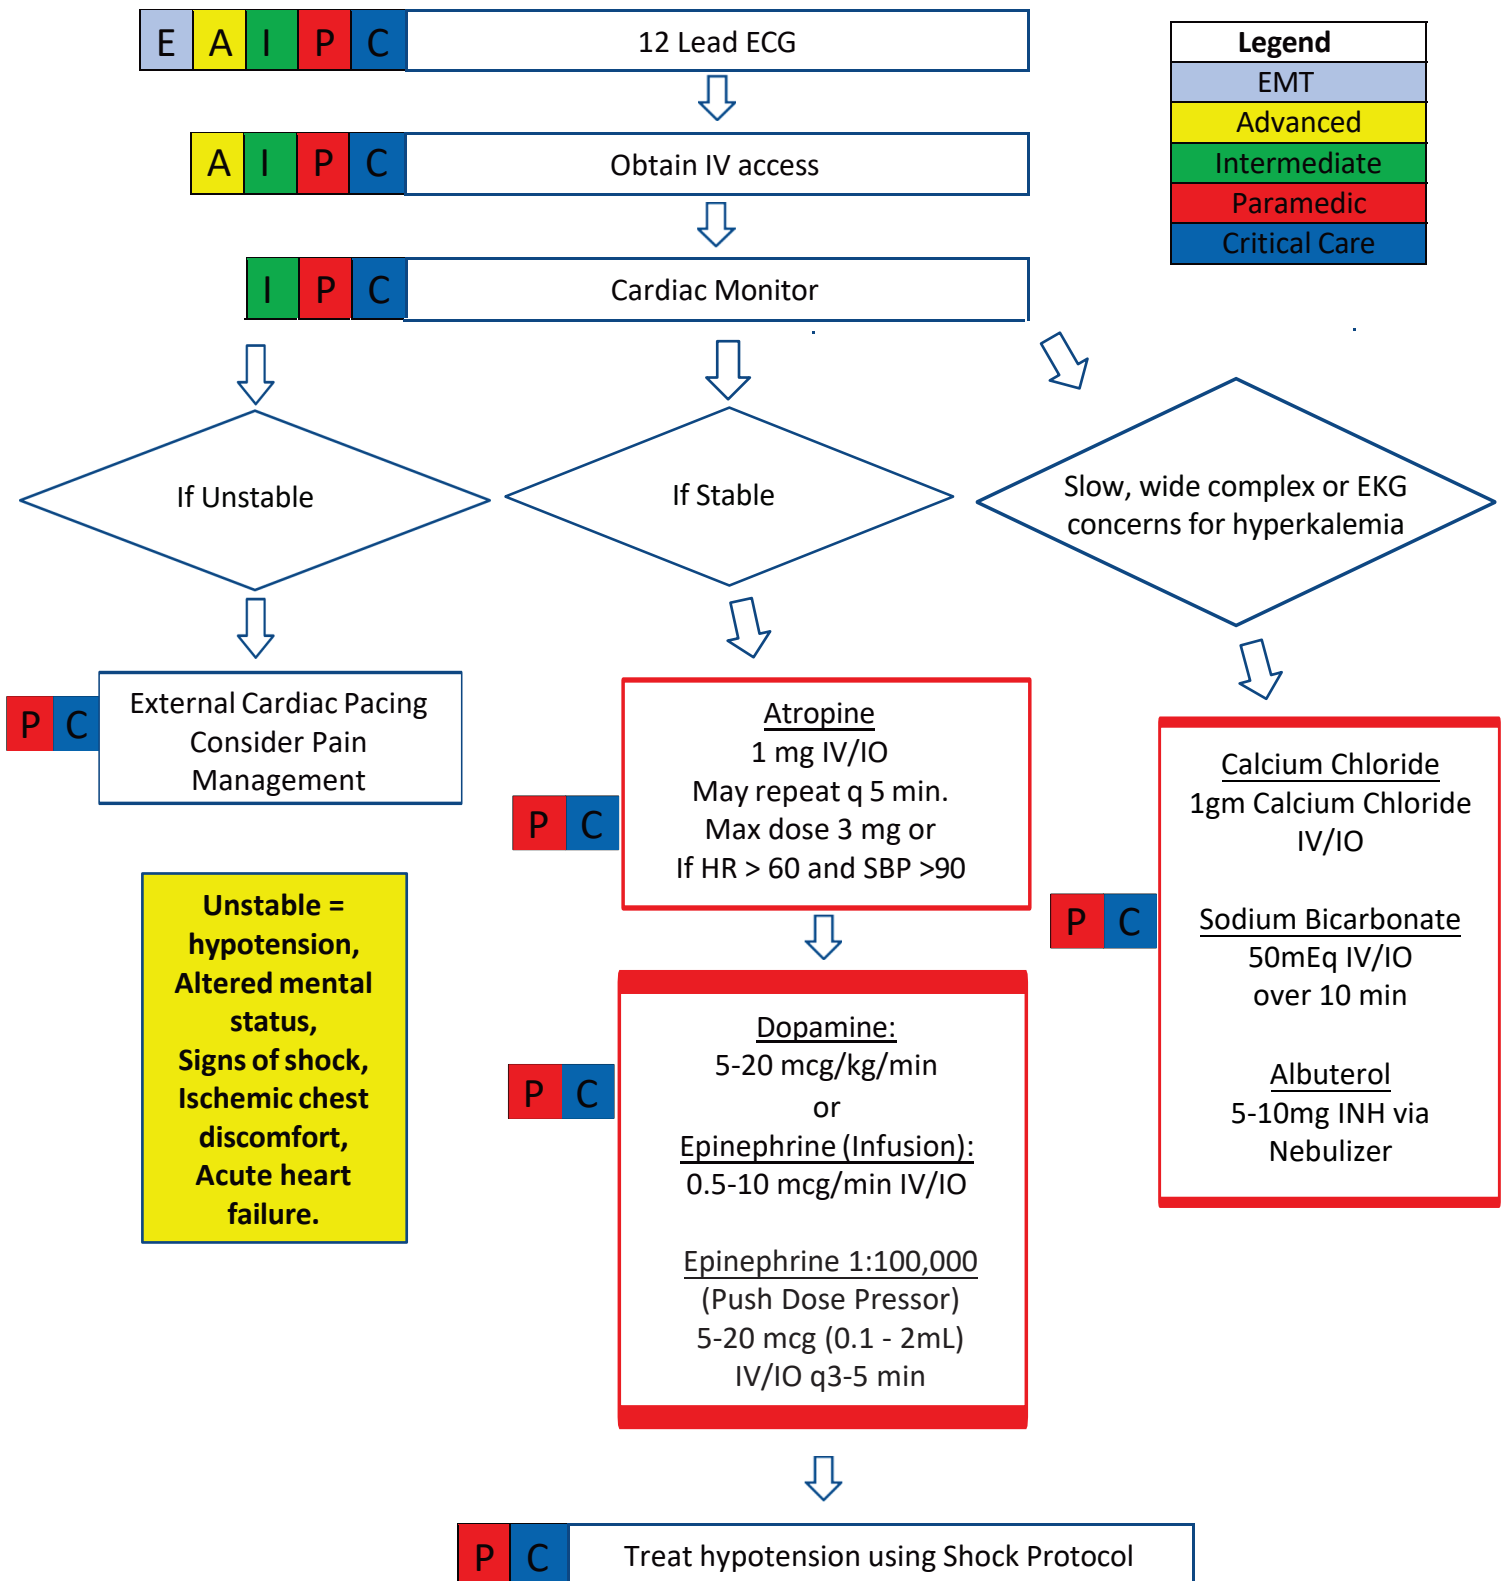 E A I P C 12 Lead ECG
Legend
EMT
Advanced
Intermediate
Paramedic
Critical Care
A I P C Obtain IV access
I P C Cardiac Monitor
If Unstable
If Stable
Slow, wide complex or EKG
concerns for hyperkalemia
P C
External Cardiac Pacing
Consider Pain
Management
Unstable =
hypotension,
Altered mental
status,
Signs of shock,
Ischemic chest
discomfort,
Acute heart
failure.
P C
Atropine
1 mg IV/IO
May repeat q 5 min.
Max dose 3 mg or
If HR > 60 and SBP >90
P C
Dopamine:
5-20 mcg/kg/min
or
Epinephrine (Infusion):
0.5-10 mcg/min IV/IO
Epinephrine 1:100,000
(Push Dose Pressor)
5-20 mcg (0.1 - 2mL)
IV/IO q3-5 min
P C
Calcium Chloride
1gm Calcium Chloride
IV/IO
Sodium Bicarbonate
50mEq IV/IO
over 10 min
Albuterol
5-10mg INH via
Nebulizer
P C Treat hypotension using Shock Protocol